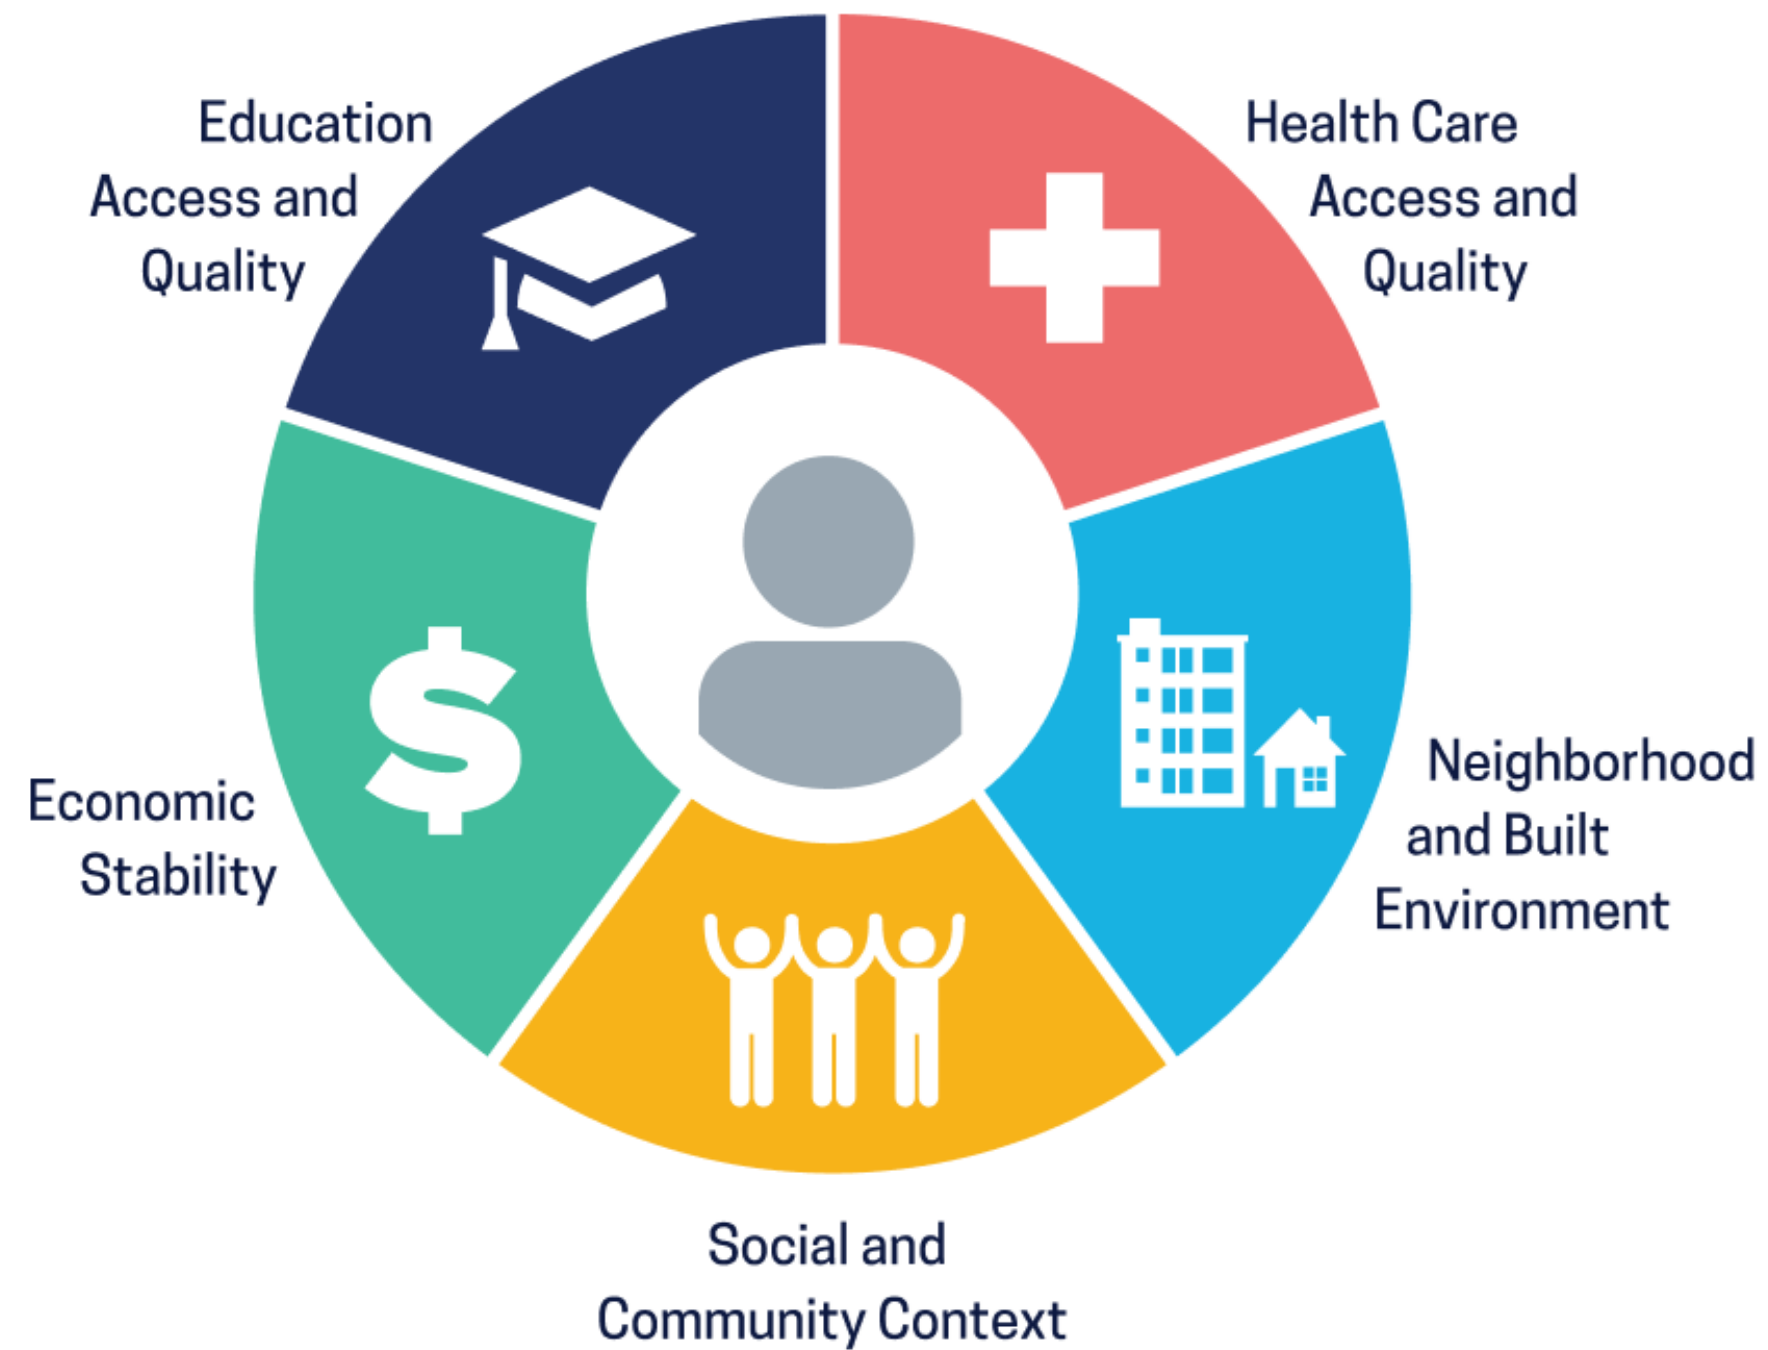 Education
Access and
Quality
Health Care
Access and
Quality
Economic
Stability
Neighborhood
and Built
Environment
Social and
Community Context